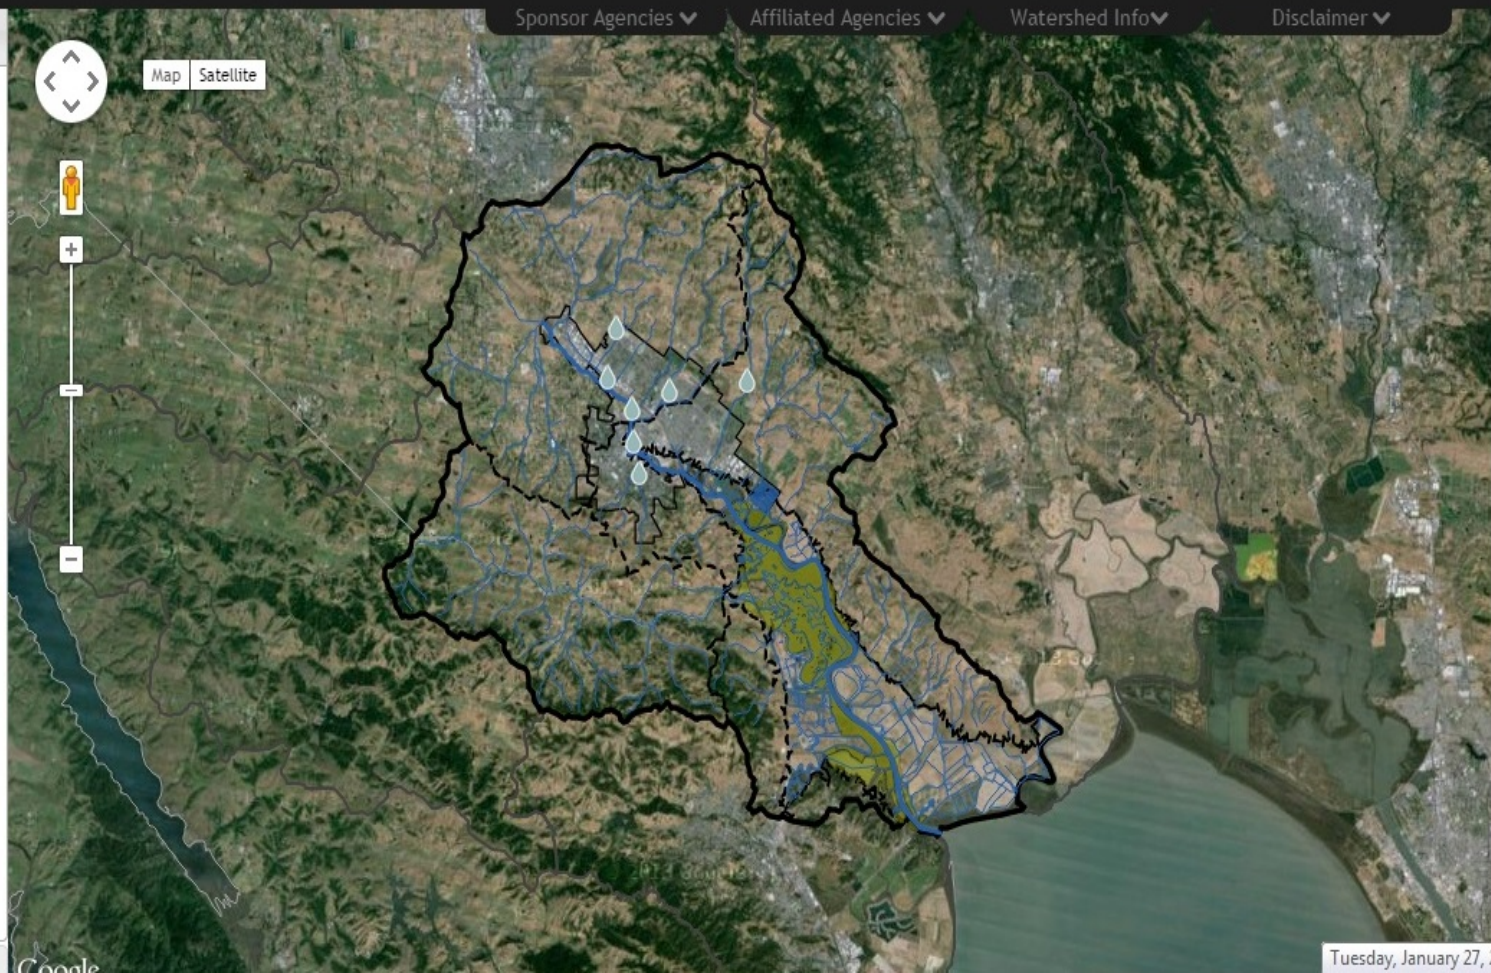 Sponsor Agencies
Affiliated Agencies
Watershed Info
Disclaimer
Map
Satellite
Google
Tuesday, January 27,